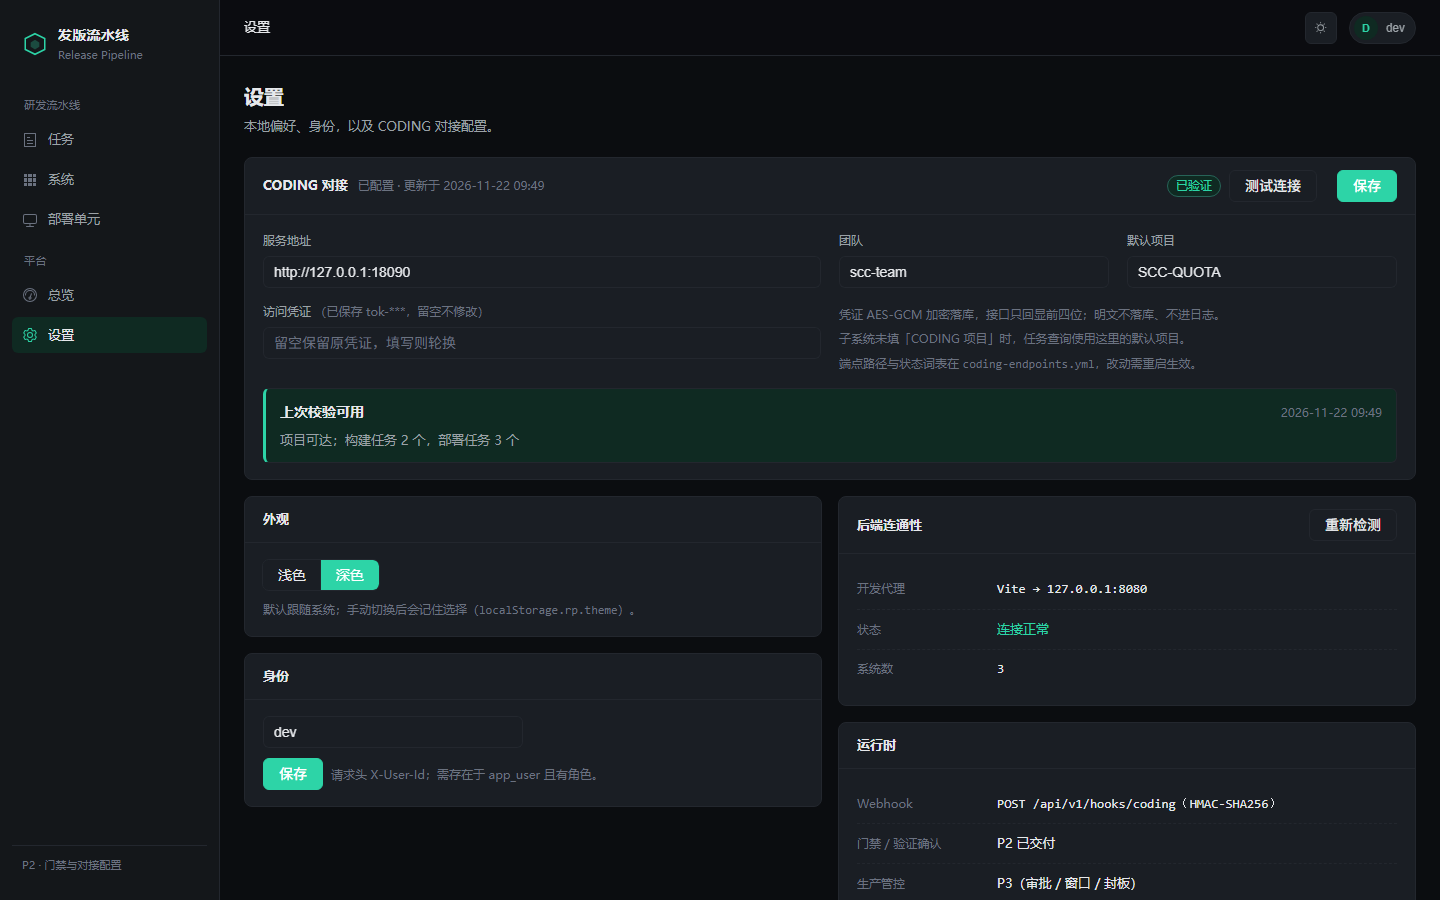 发版流水线
Release Pipeline
研发流水线
任务
系统
部署单元
平台
总览
设置
P2 · 门禁与对接配置
设置
D dev
设置
本地偏好、身份，以及 CODING 对接配置。
CODING 对接 已配置 · 更新于 2026-11-22 09:49
已验证 测试连接 保存
服务地址 团队 默认项目
http://127.0.0.1:18090 scc-team SCC-QUOTA
访问凭证 （已保存 tok-***，留空不修改）
留空保留原凭证，填写则轮换
凭证 AES-GCM 加密落库，接口只回显前四位；明文不落库、不进日志。
子系统未填「CODING 项目」时，任务查询使用这里的默认项目。
端点路径与状态词表在 coding-endpoints.yml，改动需重启生效。
上次校验可用 2026-11-22 09:49
项目可达；构建任务 2 个，部署任务 3 个
外观
浅色 深色
默认跟随系统；手动切换后会记住选择（localStorage.rp.theme）。
身份
dev
保存 请求头 X-User-Id；需存在于 app_user 且有角色。
后端连通性 重新检测
开发代理 Vite → 127.0.0.1:8080
状态 连接正常
系统数 3
运行时
Webhook POST /api/v1/hooks/coding（HMAC-SHA256）
门禁 / 验证确认 P2 已交付
生产管控 P3（审批 / 窗口 / 封板）